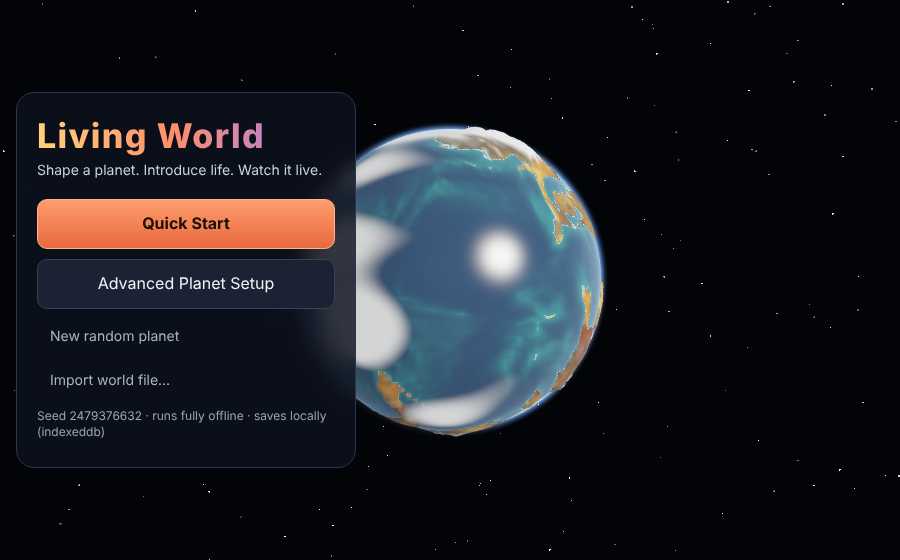 Living World
Shape a planet. Introduce life. Watch it live.
Quick Start
Advanced Planet Setup
New random planet
Import world file...
Seed 2479376632 · runs fully offline · saves locally
(indexeddb)